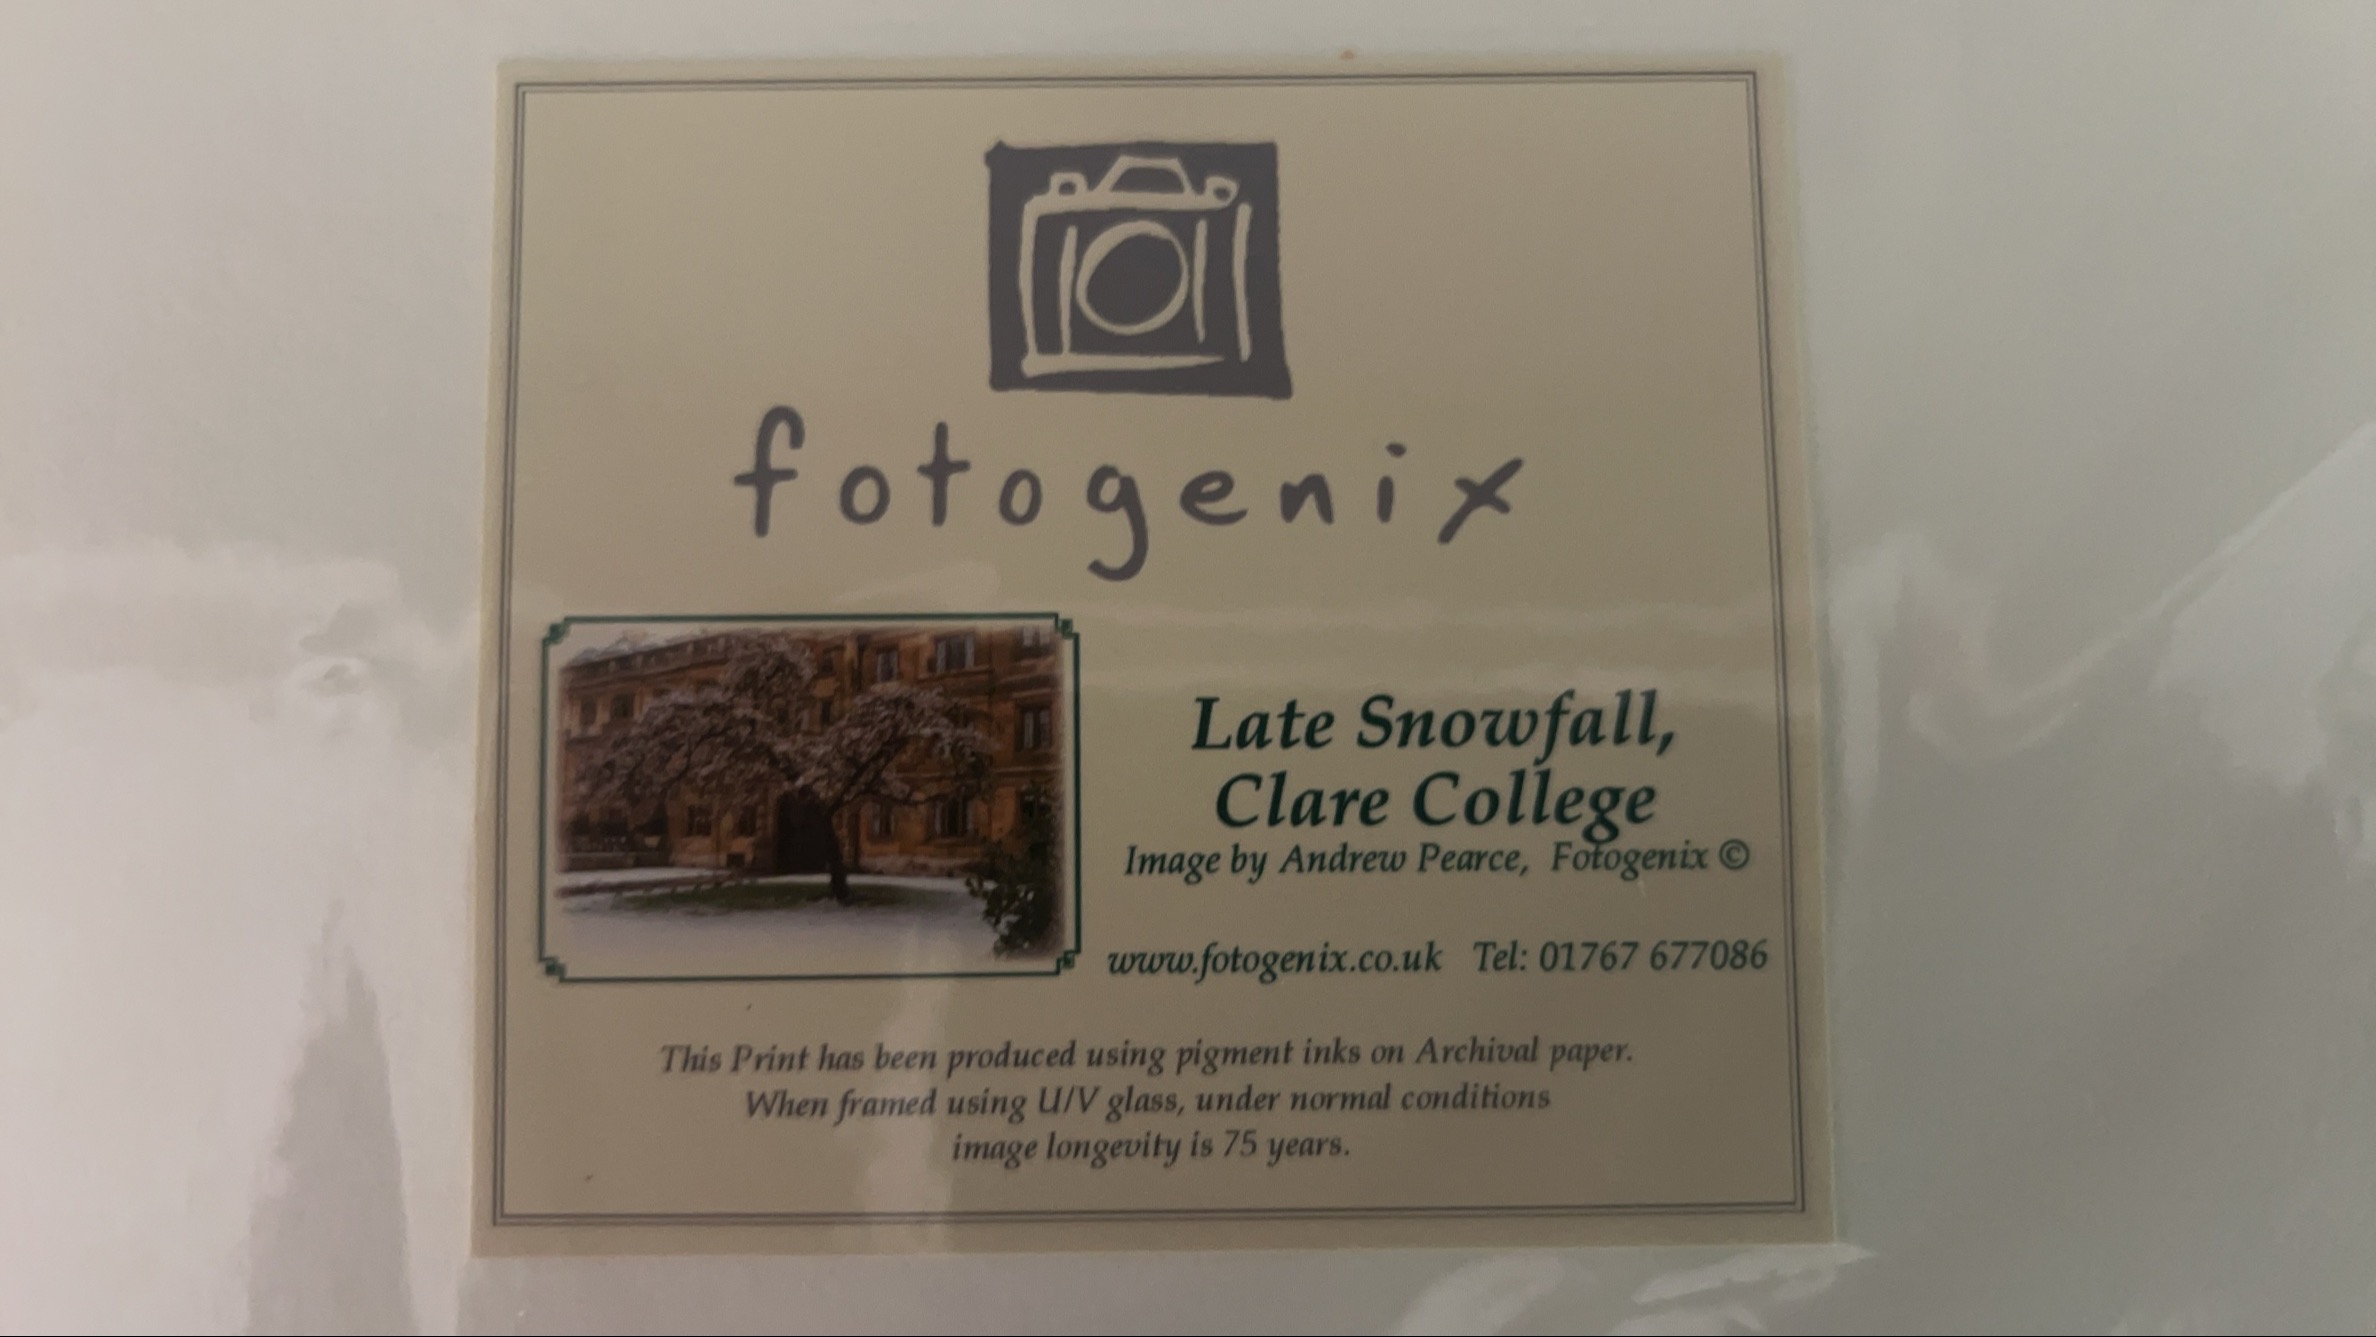 fotogenix
Late Snowfall,
Clare College
Image by Andrew Pearce, Fotogenix ©
www.fotogenix.co.uk Tel: 01767 677086
This Print has been produced using pigment inks on Archival paper.
When framed using U/V glass, under normal conditions
image longevity is 75 years.